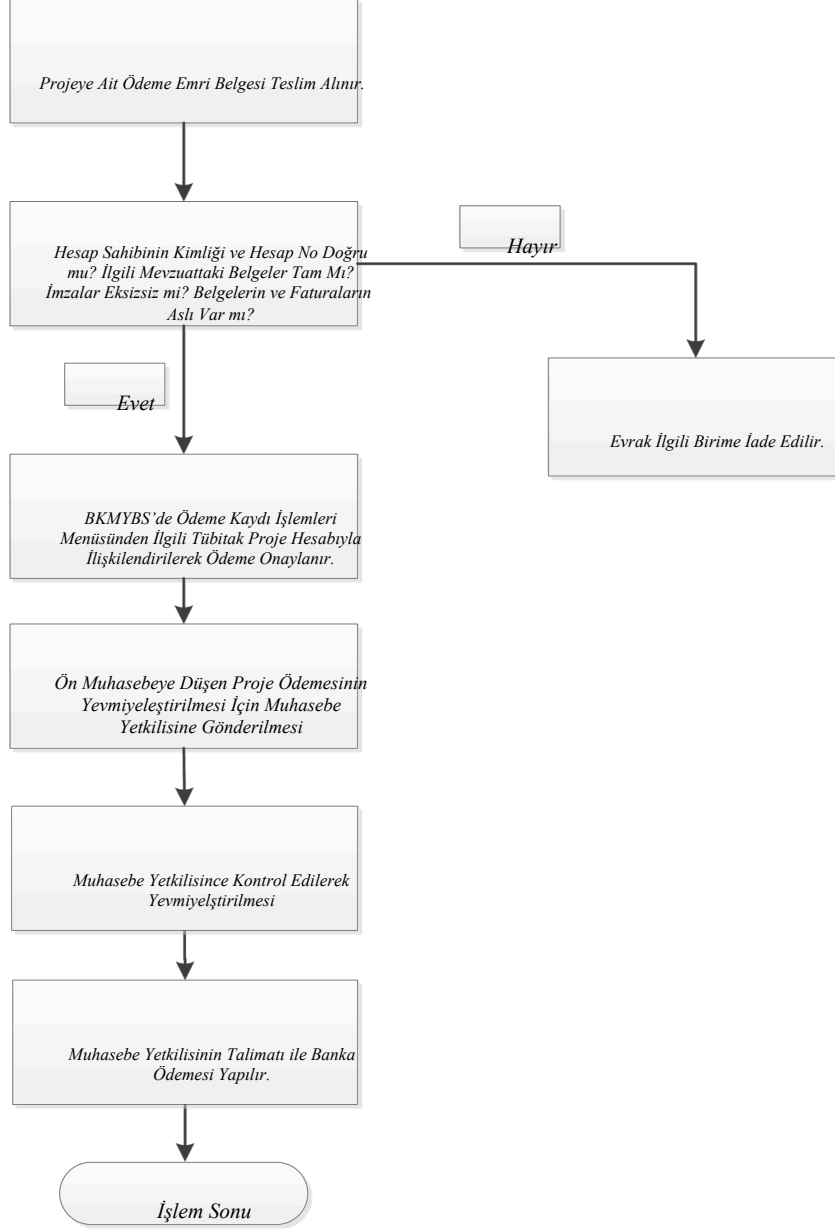 Projeye Ait Ödeme Emri Belgesi Teslim Alınır.
Hesap Sahibinin Kimliği ve Hesap No Doğru
mu? İlgili Mevzuattaki Belgeler Tam Mı?
İmzalar Eksizsiz mi? Belgelerin ve Faturaların
Aslı Var mı?
Hayır
Evet
Evrak İlgili Birime İade Edilir.
BKMYBS’de Ödeme Kaydı İşlemleri
Menüsünden İlgili Tübitak Proje Hesabıyla
İlişkilendirilerek Ödeme Onaylanır.
Ön Muhasebeye Düşen Proje Ödemesinin
Yevmiyeleştirilmesi İçin Muhasebe
Yetkilisine Gönderilmesi
Muhasebe Yetkilisince Kontrol Edilerek
Yevmiyelştirilmesi
Muhasebe Yetkilisinin Talimatı ile Banka
Ödemesi Yapılır.
İşlem Sonu